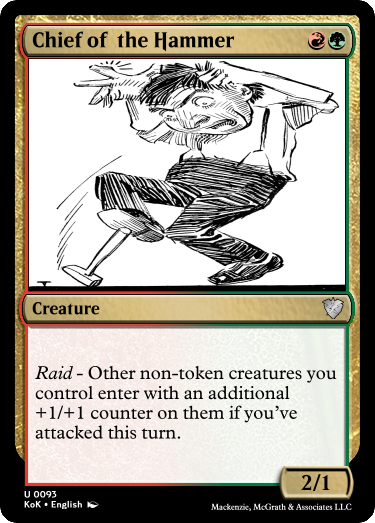 Chief of the Hammer
Creature
Raid - Other non-token creatures you
control enter with an additional
+1/+1 counter on them if you've
attacked this turn.
2/1
U 0093
KoK • English
Mackenzie, McGrath & Associates LLC